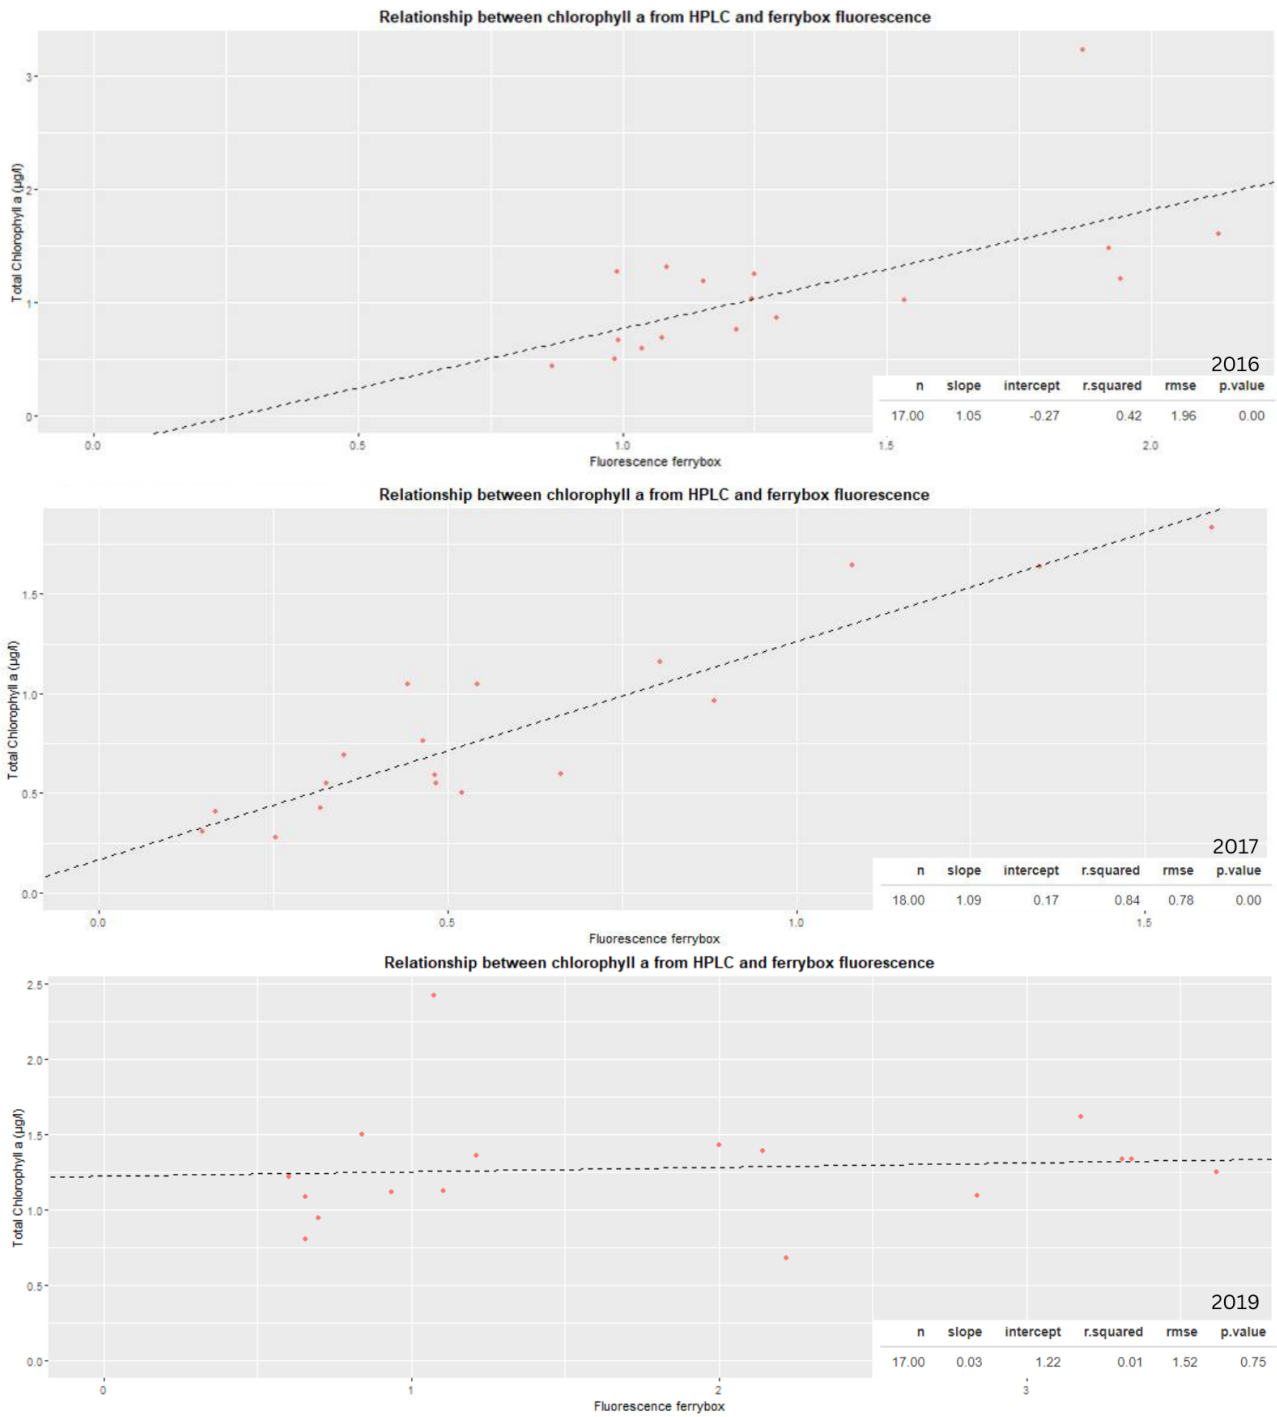 Relationship between chlorophyll a from HPLC and ferrybox fluorescence
Total Chlorophyll a (µg/l)
3
2
1
0
0.0 0.5 1.0 1.5 2.0
Fluorescence ferrybox
2016
n slope intercept r.squared rmse p.value
17.00 1.05 -0.27 0.42 1.96 0.00
Relationship between chlorophyll a from HPLC and ferrybox fluorescence
Total Chlorophyll a (µg/l)
1.5
1.0
0.5
0.0
0.0 0.5 1.0 1.5
Fluorescence ferrybox
2017
n slope intercept r.squared rmse p.value
18.00 1.09 0.17 0.84 0.78 0.00
Relationship between chlorophyll a from HPLC and ferrybox fluorescence
Total Chlorophyll a (µg/l)
2.5
2.0
1.5
1.0
0.5
0.0
0 1 2 3
Fluorescence ferrybox
2019
n slope intercept r.squared rmse p.value
17.00 0.03 1.22 0.01 1.52 0.75